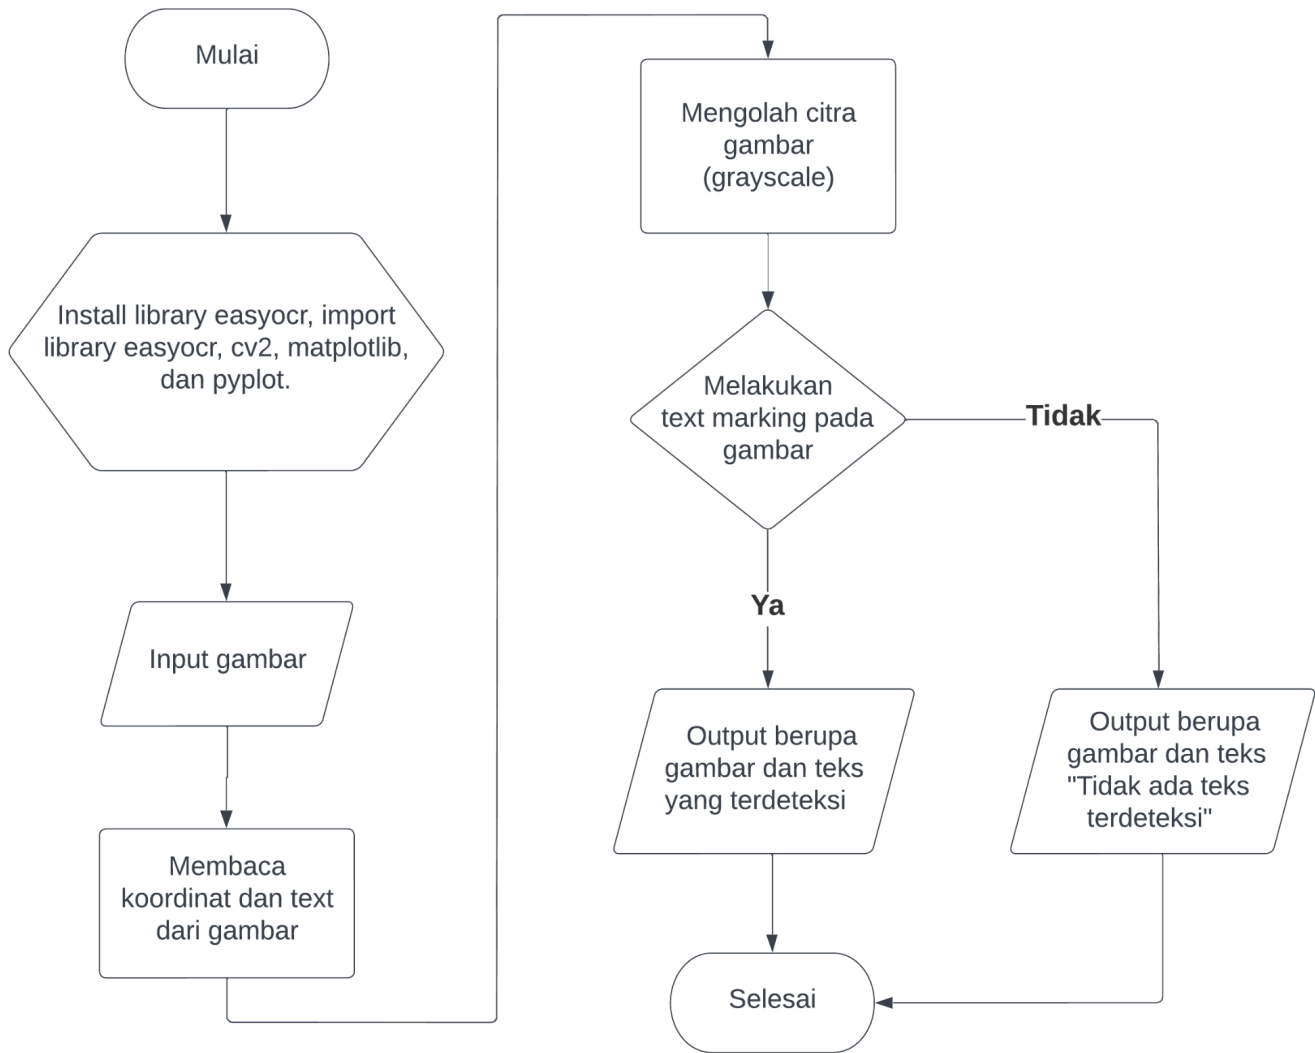 Mulai
Install library easyocr, import
library easyocr, cv2, matplotlib,
dan pyplot.
Input gambar
Membaca
koordinat dan text
dari gambar
Mengolah citra
gambar
(grayscale)
Melakukan
text marking pada
gambar
Tidak
Ya
Output berupa
gambar dan teks
yang terdeteksi
Output berupa
gambar dan teks
"Tidak ada teks
terdeteksi"
Selesai